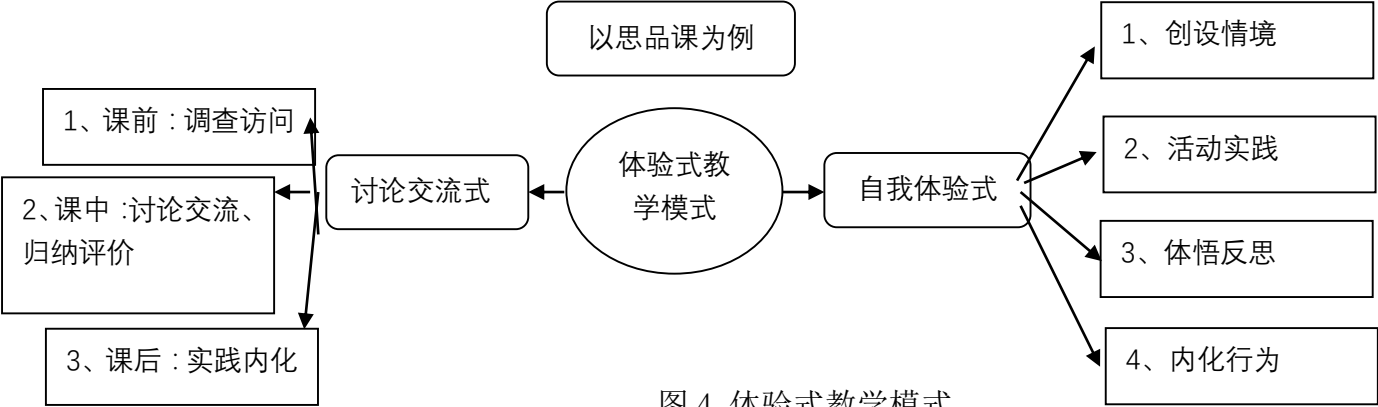 以思品课为例
1、课前：调查访问
2、课中：讨论交流、
归纳评价
3、课后：实践内化
讨论交流式
体验式教
学模式
自我体验式
1、创设情境
2、活动实践
3、体悟反思
4、内化行为
图 4 体验式教学模式